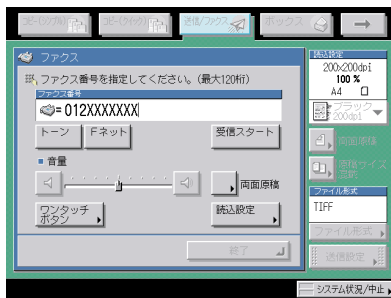 コピー(シンプル)
コピー(クイック)
送信/ファクス
ボックス
ファクス
ファクス番号を指定してください。(最大120桁)
ファクス番号
=012XXXXXXX
トーン
Fネット
受信スタート
音量
両面原稿
ワンタッチ
ボタン
読込設定
終了
読込設定
200×200dpi
100 %
A4
ブラック
200dpi
両面原稿
原稿サイズ
混載
ファイル形式
TIFF
ファイル形式
送信設定
システム状況/中止